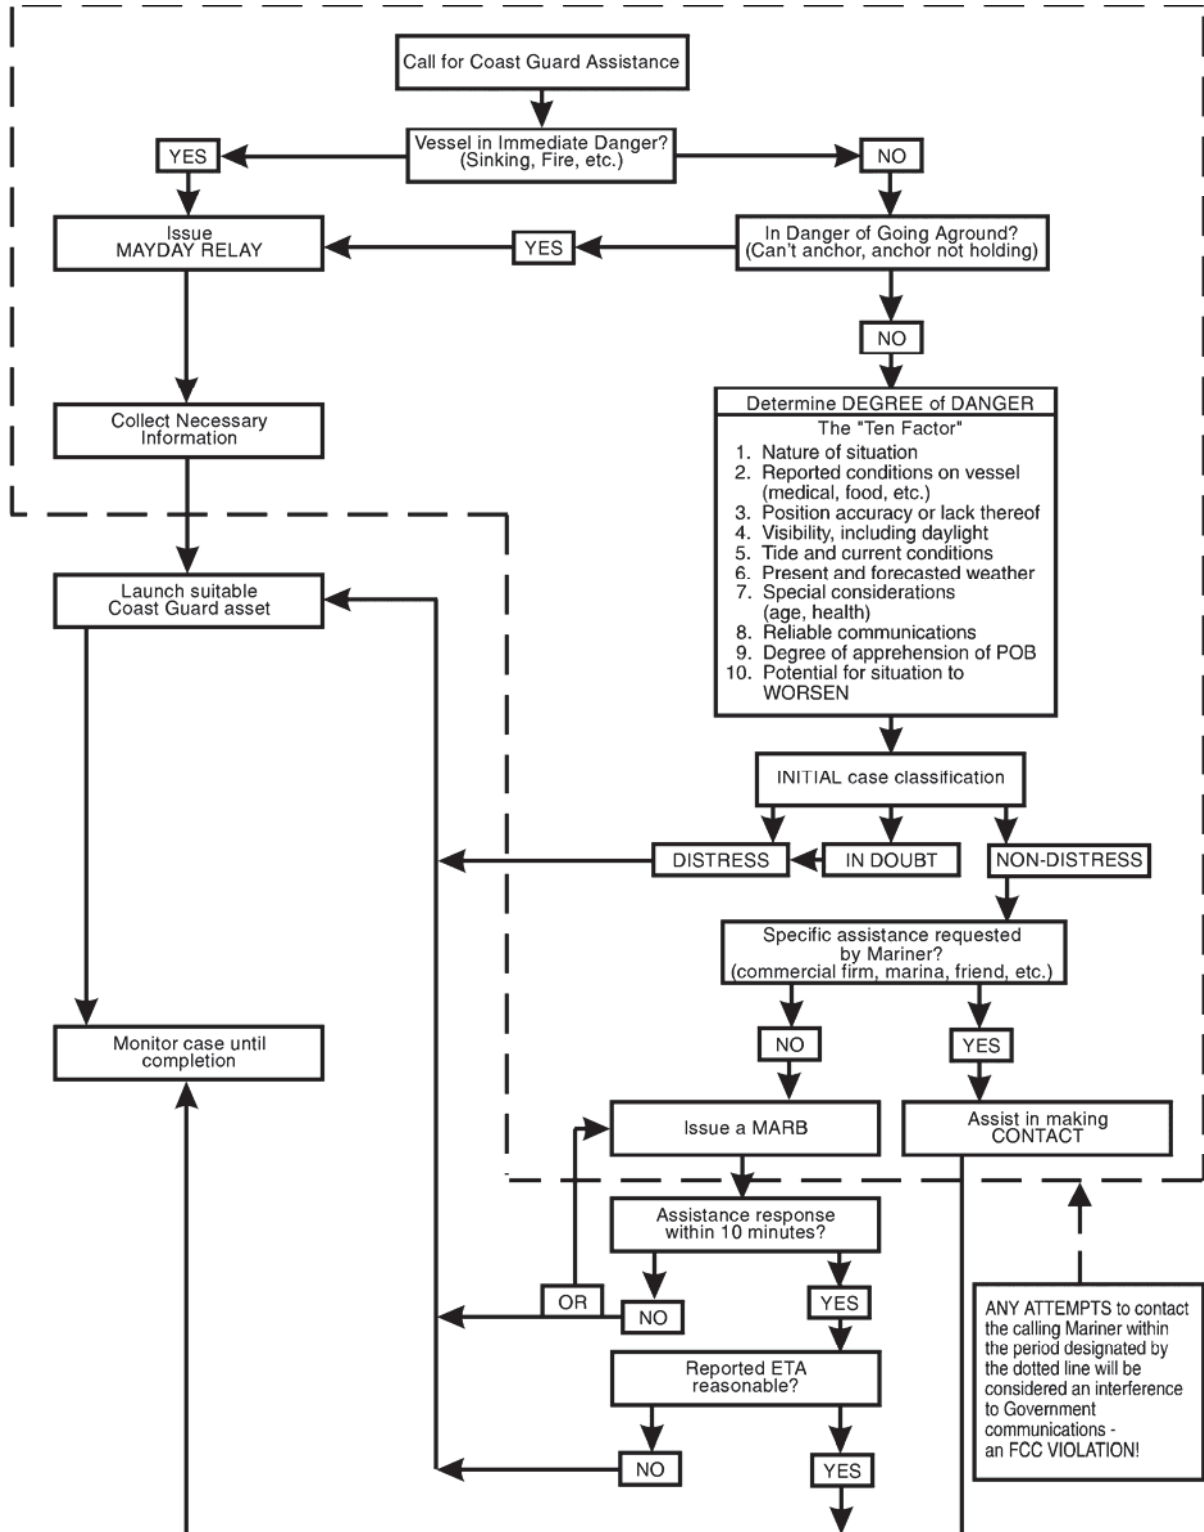 Call for Coast Guard Assistance
Vessel in Immediate Danger?
(Sinking, Fire, etc.)
YES
NO
Issue
MAYDAY RELAY
YES
In Danger of Going Aground?
(Can't anchor, anchor not holding)
NO
Collect Necessary
Information
Determine DEGREE of DANGER
The "Ten Factor"
1. Nature of situation
2. Reported conditions on vessel
(medical, food, etc.)
3. Position accuracy or lack thereof
4. Visibility, including daylight
5. Tide and current conditions
6. Present and forecasted weather
7. Special considerations
(age, health)
8. Reliable communications
9. Degree of apprehension of POB
10. Potential for situation to
WORSEN
Launch suitable
Coast Guard asset
INITIAL case classification
DISTRESS
IN DOUBT
NON-DISTRESS
Specific assistance requested
by Mariner?
(commercial firm, marina, friend, etc.)
NO
YES
Monitor case until
completion
Issue a MARB
Assist in making
CONTACT
Assistance response
within 10 minutes?
OR
NO
YES
Reported ETA
reasonable?
NO
YES
ANY ATTEMPTS to contact
the calling Mariner within
the period designated by
the dotted line will be
considered an interference
to Government
communications -
an FCC VIOLATION!